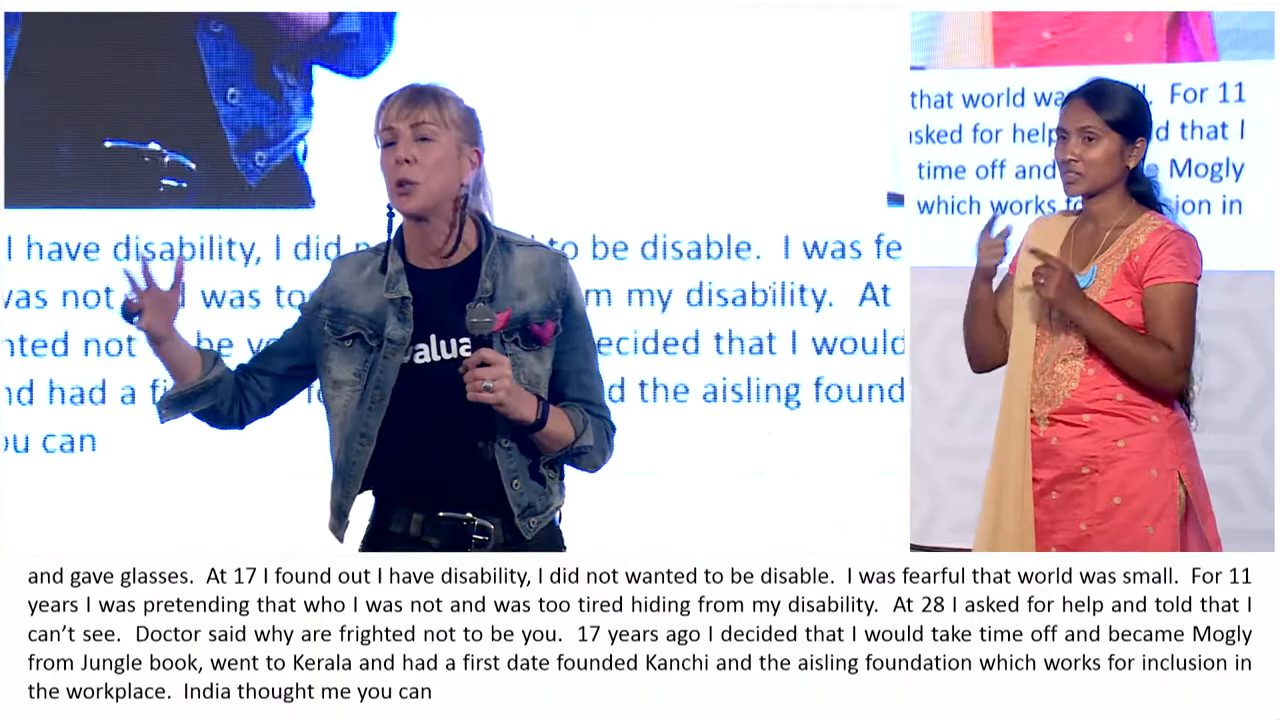 I have disability, I did to be disable. I was fe
was not I was too m my disability. At
nted not be ecided that I would
nd had a fi d the aisling found
ou can
that world wa . For 11
asked for help d that I
time off and Mogly
which works ion in
valua
and gave glasses. At 17 I found out I have disability, I did not wanted to be disable. I was fearful that world was small. For 11
years I was pretending that who I was not and was too tired hiding from my disability. At 28 I asked for help and told that I
can't see. Doctor said why are frighted not to be you. 17 years ago I decided that I would take time off and became Mogly
from Jungle book, went to Kerala and had a first date founded Kanchi and the aisling foundation which works for inclusion in
the workplace. India thought me you can